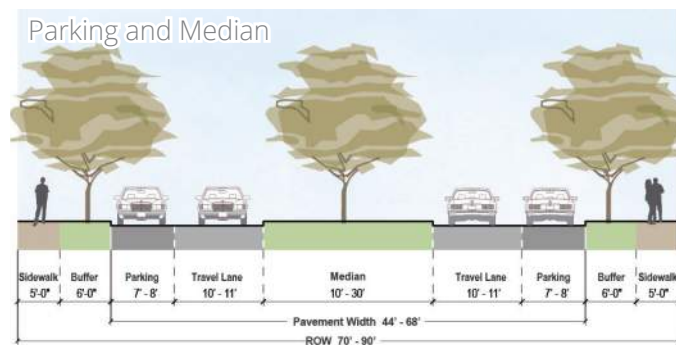 Parking and Median
Sidewalk Buffer Parking Travel Lane Median Travel Lane Parking Buffer Sidewalk
5'-0" 6'-0" 7' - 8' 10' - 11' 10' - 30' 10' - 11' 7' - 8' 6'-0" 5'-0"
Pavement Width 44' - 68'
ROW 70' - 90'